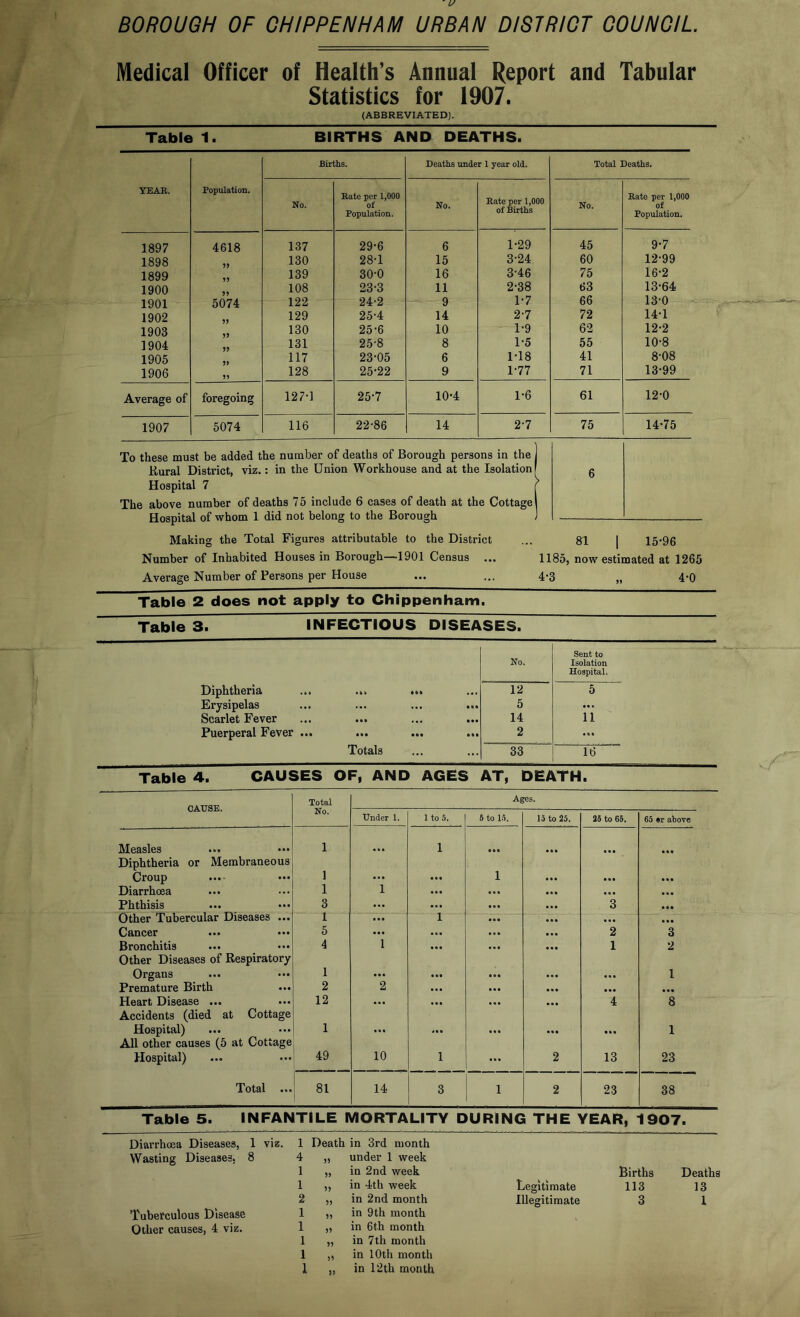 BOROUGH OF CHIPPENHAM URBAN DISTRICT COUNCIL.
Medical Officer of Health's Annual Report and Tabular
Statistics for 1907.
(ABBREVIATED).
Table 1. BIRTHS AND DEATHS.
YEAR. Population. Births. Deaths under 1 year old. Total Deaths.
No. Rate per 1,000 of Population. No. Rate per 1,000 of Births No. Rate per 1,000 of Population.
1897 4618 137 29·6 6 1·29 45 9·7
1898 „ 130 28·1 15 3·24 60 12·99
1899 „ 139 30·0 16 3·46 75 16·2
1900 „ 108 23·3 11 2·38 63 13·64
1901 5074 122 24·2 9 1·7 66 13·0
1902 „ 129 25·4 14 2·7 72 14·1
1903 „ 130 25·6 10 1·9 62 12·2
1904 „ 131 25·8 8 1·5 55 10·8
1905 „ 117 23·05 6 1·18 41 8·08
1906 „ 128 25·22 9 1·77 71 13·99
Average of foregoing 127·1 25·7 10·4 1·6 61 12·0
1907 5074 116 22·86 14 2·7 75 14·75
To these must be added the number of deaths of Borough persons in the
Rural District, viz.: in the Union Workhouse and at the Isolation
Hospital 7 6
The above number of deaths 75 include 6 cases of death at the Cottage
Hospital of whom 1 did not belong to the Borough
Making the Total Figures attributable to the District ... 81 | 15·96
Number of Inhabited Houses in Borough—1901 Census ... 1185, now estimated at 1265
Average Number of Persons per House ... ... 4·3 „ 4·0
Table 2 does not apply to Chippenham.
Table 3. INFECTIOUS DISEASES.
No. Sent to Isolation Hospital.
Diphtheria ... ... ... ... 12 5
Erysipelas ... ... ... ... 5 ...
Scarlet Fever ... ... ... ... 14 11
Puerperal Fever ... ... ... ... 2 ...
Totals ... ... 33 16
Table 4. CAUSES OF, AND AGES AT, DEATH.
CAUSE. Total No. Ages.
Under 1. 1 to 5. 5 to 15. 15 to 25. 25 to 65. 65 or above
Measles ... ... 1 ... 1 ... ... ... ...
Diphtheria or Membraneous
Croup ... ... 1 ... ... 1 ... ... ...
Diarrhœa ... ... 1 1 ... ... ... ... ...
Phthisis ... ... 3 ... ... ... ... 3 ...
Other Tubercular Diseases ... 1 ... 1 ... ... ... ...
Cancer ... ... 5 ... ... ... ... 2 3
Bronchitis ... ... 4 1 ... ... ... 1 2
Other Diseases of Respiratory
Organs ... ... 1 ... ... ... ... ... 1
Premature Birth ... 2 2 ... ... ... ... ...
Heart Disease ... ... 12 ... ... ... ... 4 8
Accidents (died at Cottage
Hospital) ... ... 1 ... ... ... ... ... 1
All other causes (5 at Cottage
Hospital) ... ... 49 10 1 ... 2 13 23
Total ... 81 14 3 1 2 23 38
Table 5. INFANTILE MORTALITY DURING THE YEAR, 1907.
Diarrhœa Diseases, 1 viz. 1 Death in 3rd month
Wasting Diseases, 8 4 „ under 1 week
1 „ in 2nd week Births Deaths
1 „ in 4th week Legitimate 113 13
2 „ in 2nd month Illegitimate 3 1
Tuberculous Disease 1 „ in 9th month
Other causes, 4 viz. 1 „ in 6th month
1 „ in 7th month
1 „ in 10th month
1 „ in 12th month